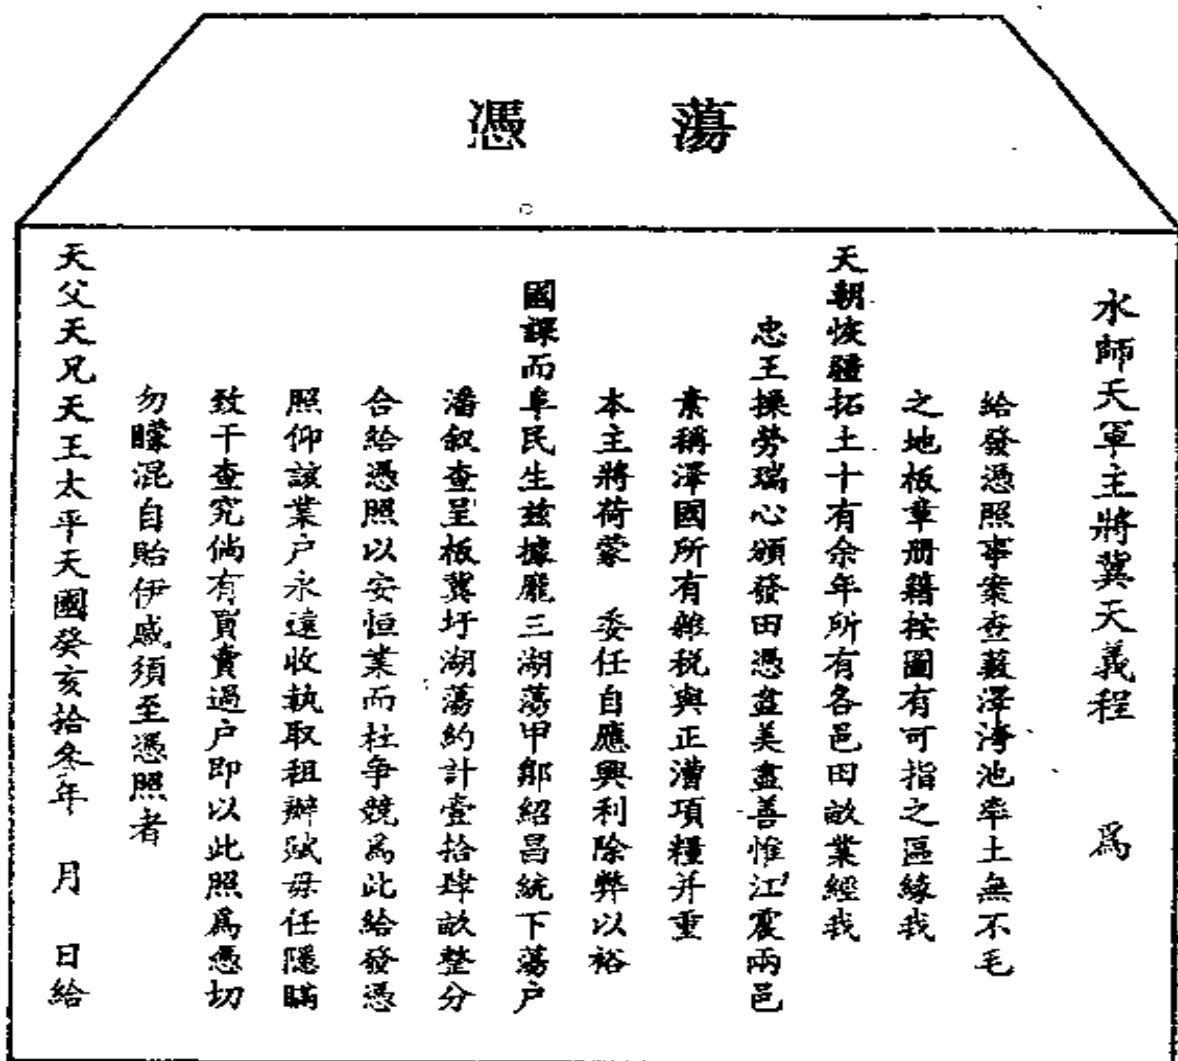 蕩憑
水師天軍主將冀天義程　爲
給發憑照事案查藪澤洿池率土無不毛
之地板章册籍按圖有可指之區緣我
天朝恢疆拓土十有余年所有各邑田畝業經我
忠王操勞瑞心頒發田憑盡美盡善惟江震兩邑
素稱澤國所有雜稅與正漕項糧并重
本主將荷蒙　委任自應興利除弊以裕
國課而阜民生兹據龐三湖蕩甲鄒紹昌統下蕩户
潘叙查呈板冀圩湖蕩約計壹拾肆畝整分
合給憑照以安恒業而杜争競爲此給發憑
照仰該業户永遠收執取租辦賦毋任隱瞞
致干查究倘有買賣過户即以此照爲憑切
勿矇混自貽伊戚須至憑照者
天父天兄天王太平天國癸亥拾叁年　月　日給